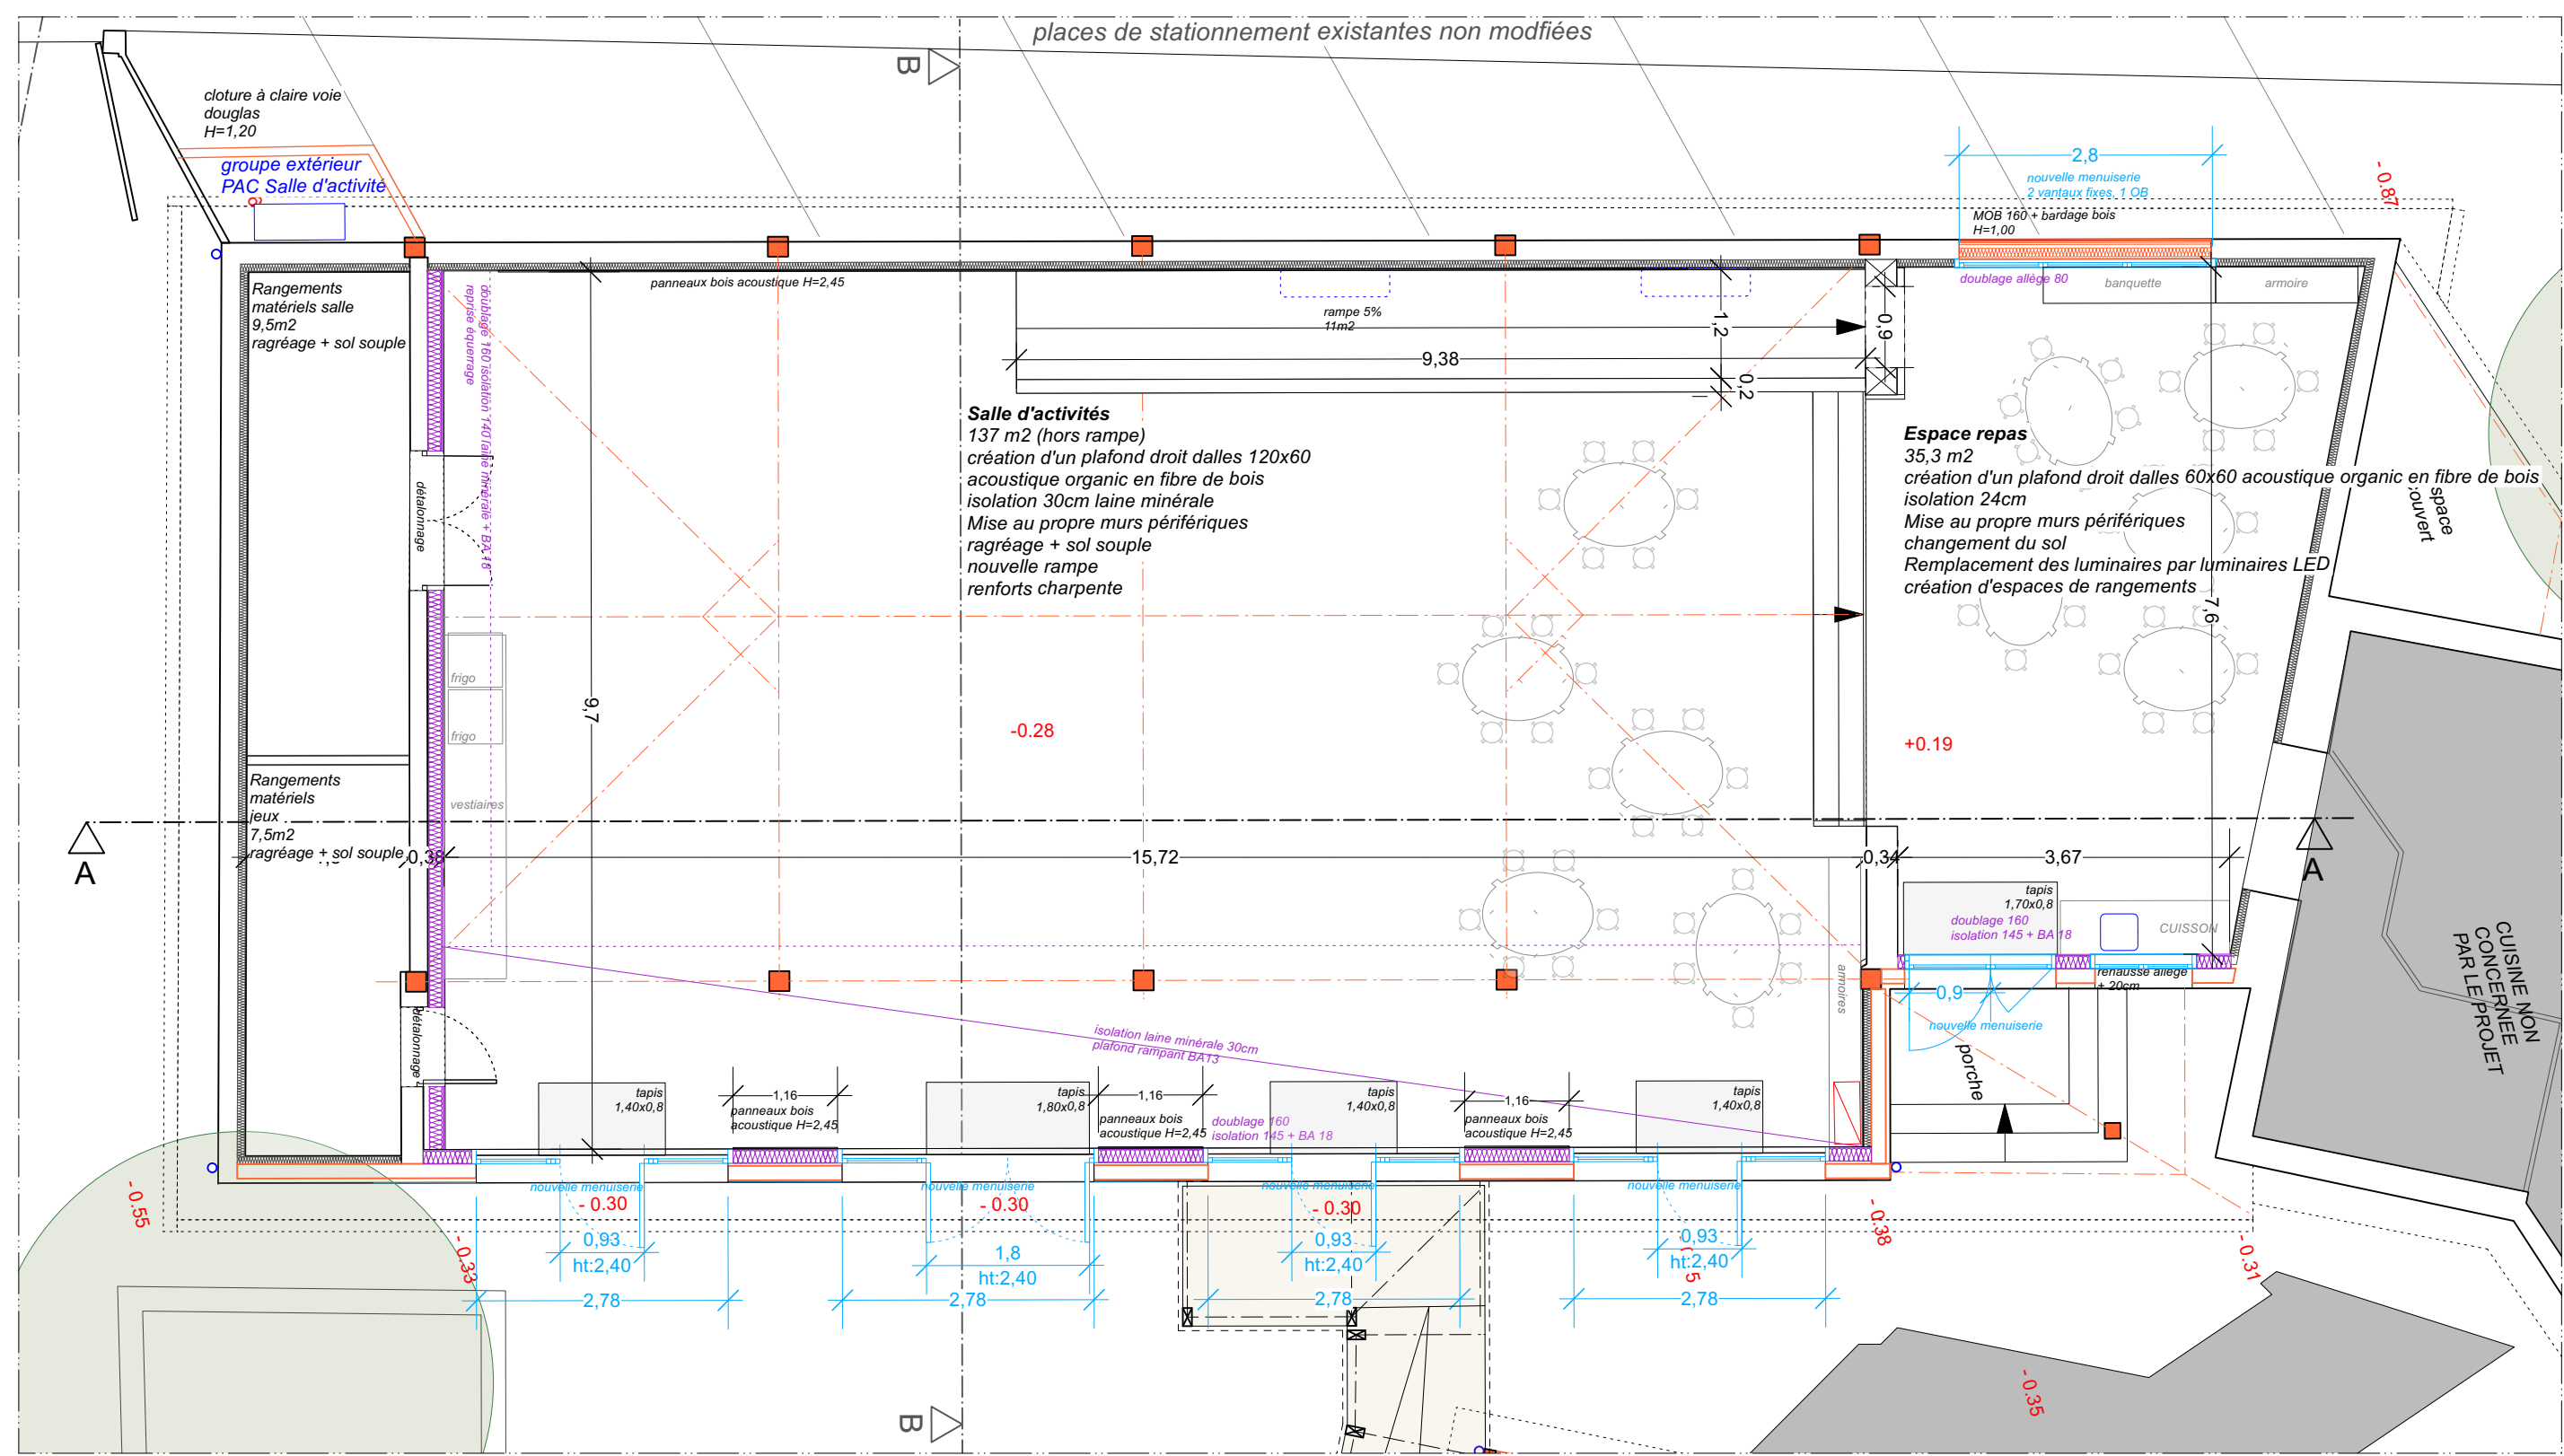 places de stationnement existantes non modfiées
B
cloture à claire voie
douglas
H=1,20
groupe extérieur
PAC Salle d'activité
2,8
nouvelle menuiserie
2 vantaux fixes, 1 OB
MOB 160 + bardage bois
H=1,00
- 0.87
doublage allège 80
banquette
armoire
Rangements
matériels salle
9,5m2
ragréage + sol souple
doublage 160 isolation 140 laine minérale + BA 18
reprise équerrage
panneaux bois acoustique H=2,45
rampe 5%
11m2
1,2
0,9
9,38
0,2
Salle d'activités
137 m2 (hors rampe)
création d'un plafond droit dalles 120x60
acoustique organic en fibre de bois
isolation 30cm laine minérale
Mise au propre murs périfériques
ragréage + sol souple
nouvelle rampe
renforts charpente
Espace repas
35,3 m2
création d'un plafond droit dalles 60x60 acoustique organic en fibre de bois
isolation 24cm
Mise au propre murs périfériques
changement du sol
Remplacement des luminaires par luminaires LED
création d'espaces de rangements
7,6
détalonnage
frigo
frigo
vestiaires
9,7
-0.28
+0.19
Rangements
matériels
jeux
7,5m2
ragréage + sol souple
0,38
15,72
0,34
3,67
A
A
tapis
1,70x0,8
doublage 160
isolation 145 + BA 18
CUISSON
rehausse allège
+ 20cm
0,9
nouvelle menuiserie
porche
CUISINE NON
CONCERNEE
PAR LE PROJET
armoires
détalonnage
isolation laine minérale 30cm
plafond rampant BA13
tapis
1,40x0,8
1,16
panneaux bois
acoustique H=2,45
tapis
1,80x0,8
1,16
panneaux bois
acoustique H=2,45
doublage 160
isolation 145 + BA 18
tapis
1,40x0,8
1,16
panneaux bois
acoustique H=2,45
tapis
1,40x0,8
nouvelle menuiserie
nouvelle menuiserie
nouvelle menuiserie
nouvelle menuiserie
- 0.55
- 0.33
- 0.30
- 0.30
- 0.30
- 0.38
- 0.31
0,93
ht:2,40
1,8
ht:2,40
0,93
ht:2,40
0,93
ht:2,40
2,78
2,78
2,78
2,78
- 0.35
B